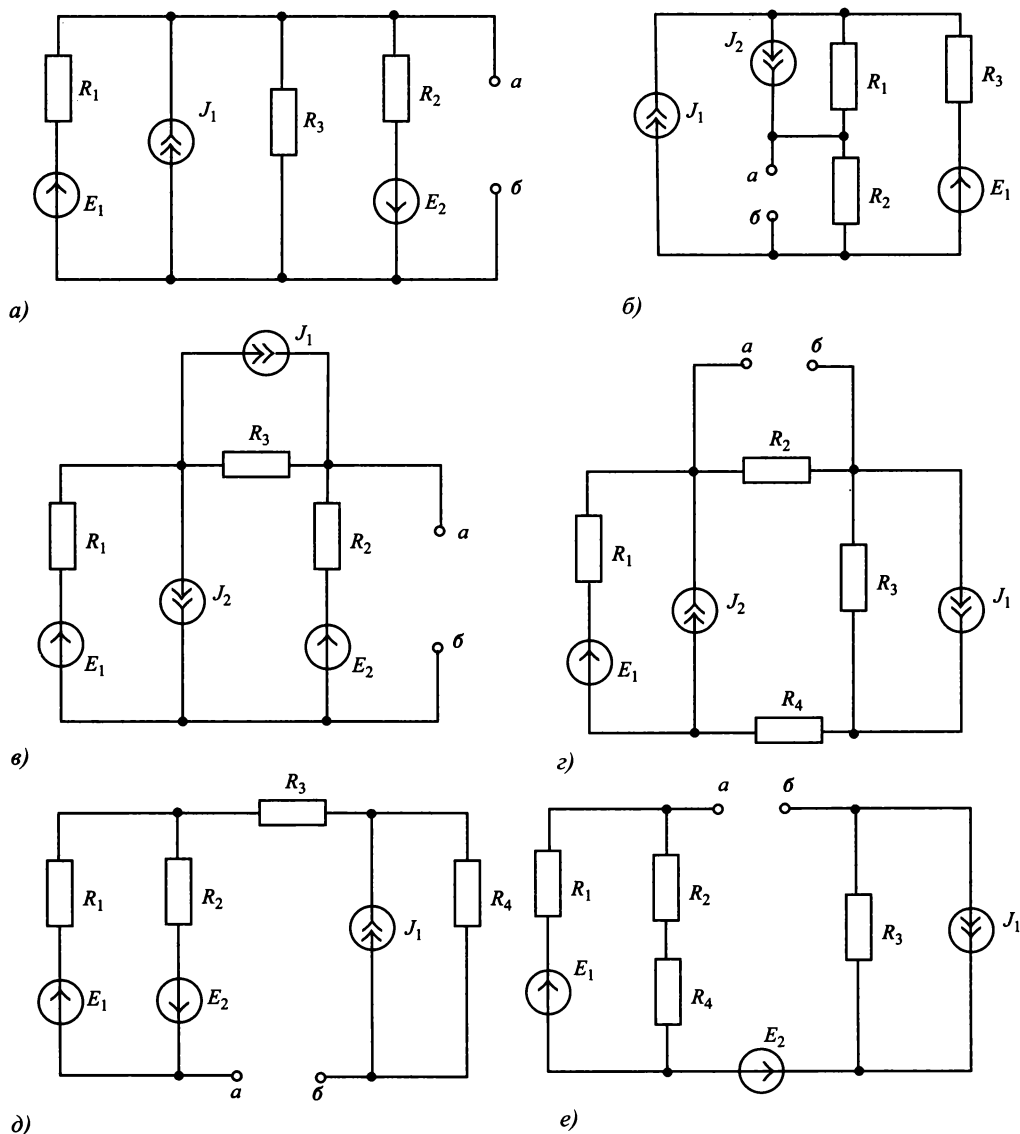 R1 J1 R3 R2 а
E1 E2 б
а)
J2 R1 R3
J1 а R2 E1
б
б)
J1
R3
R1 R2 а
J2
E1 E2 б
в)
а б
R2
R1 R3
J2 J1
E1
R4
г)
R3
R1 R2 R4
J1
E1 E2
а б
д)
а б
R1 R2 R3 J1
E1 R4
E2
е)